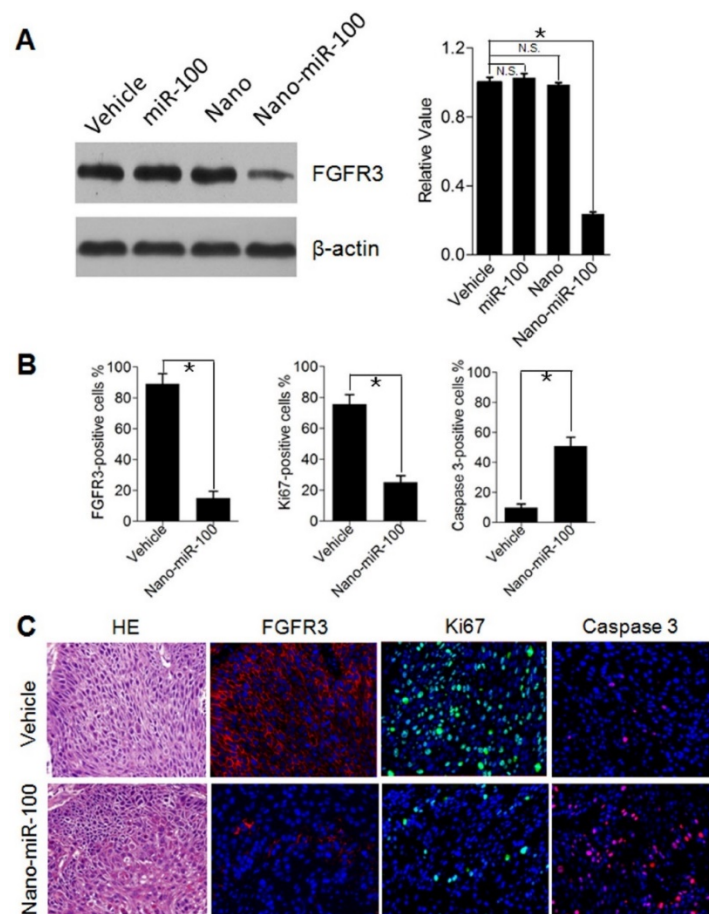 A
Vehicle
miR-100
Nano
Nano-miR-100
FGFR3
β-actin
Relative Value
1.2
0.8
0.4
0.0
N.S.
N.S.
*
Vehicle
miR-100
Nano
Nano-miR-100
B
FGFR3-positive cells %
100
80
60
40
20
0
*
Vehicle
Nano-miR-100
Ki67-positive cells %
100
80
60
40
20
0
*
Vehicle
Nano-miR-100
Caspase 3-positive cells %
100
80
60
40
20
0
*
Vehicle
Nano-miR-100
C
HE
FGFR3
Ki67
Caspase 3
Vehicle
Nano-miR-100